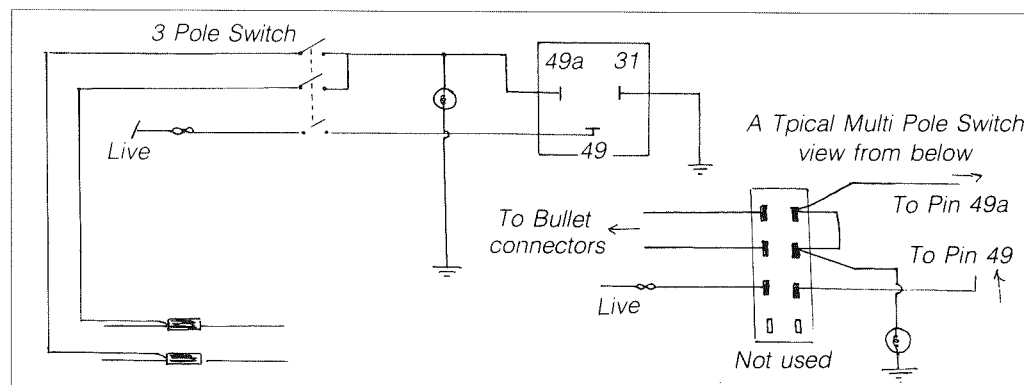 3 Pole Switch
49a 31
Live
49
A Tpical Multi Pole Switch
view from below
To Pin 49a
To Bullet
connectors
To Pin 49
Live
Not used